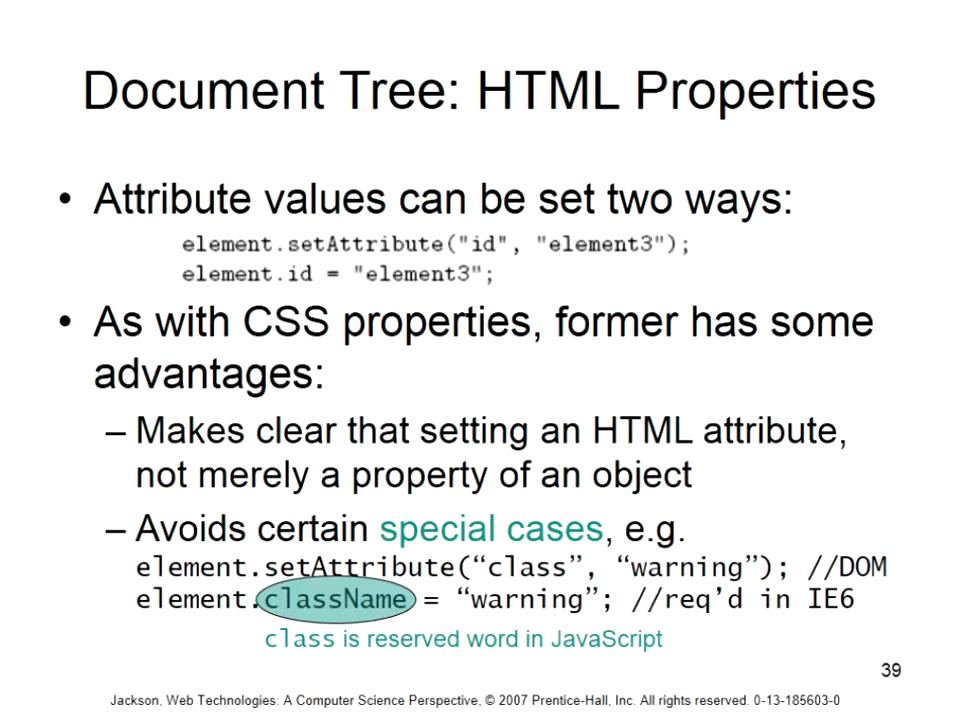 Document Tree: HTML Properties
• Attribute values can be set two ways:
element.setAttribute("id", "element3");
element.id = "element3";
• As with CSS properties, former has some
advantages:
– Makes clear that setting an HTML attribute,
not merely a property of an object
– Avoids certain special cases, e.g.
element.setAttribute(“class”, “warning”); //DOM
element.className = “warning”; //req’d in IE6
class is reserved word in JavaScript
39
Jackson, Web Technologies: A Computer Science Perspective, © 2007 Prentice-Hall, Inc. All rights reserved. 0-13-185603-0